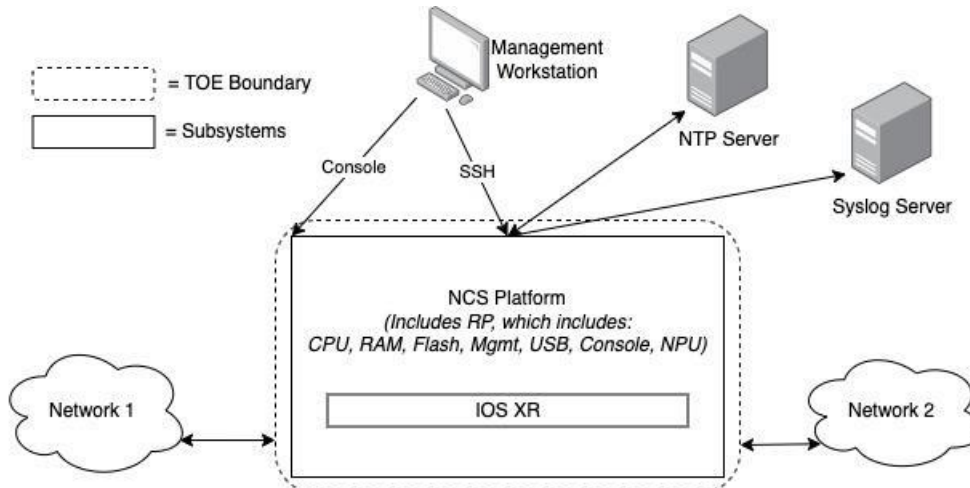 = TOE Boundary
= Subsystems
Management
Workstation
NTP Server
Syslog Server
Console
SSH
NCS Platform
(Includes RP, which includes:
CPU, RAM, Flash, Mgmt, USB, Console, NPU)
IOS XR
Network 1
Network 2